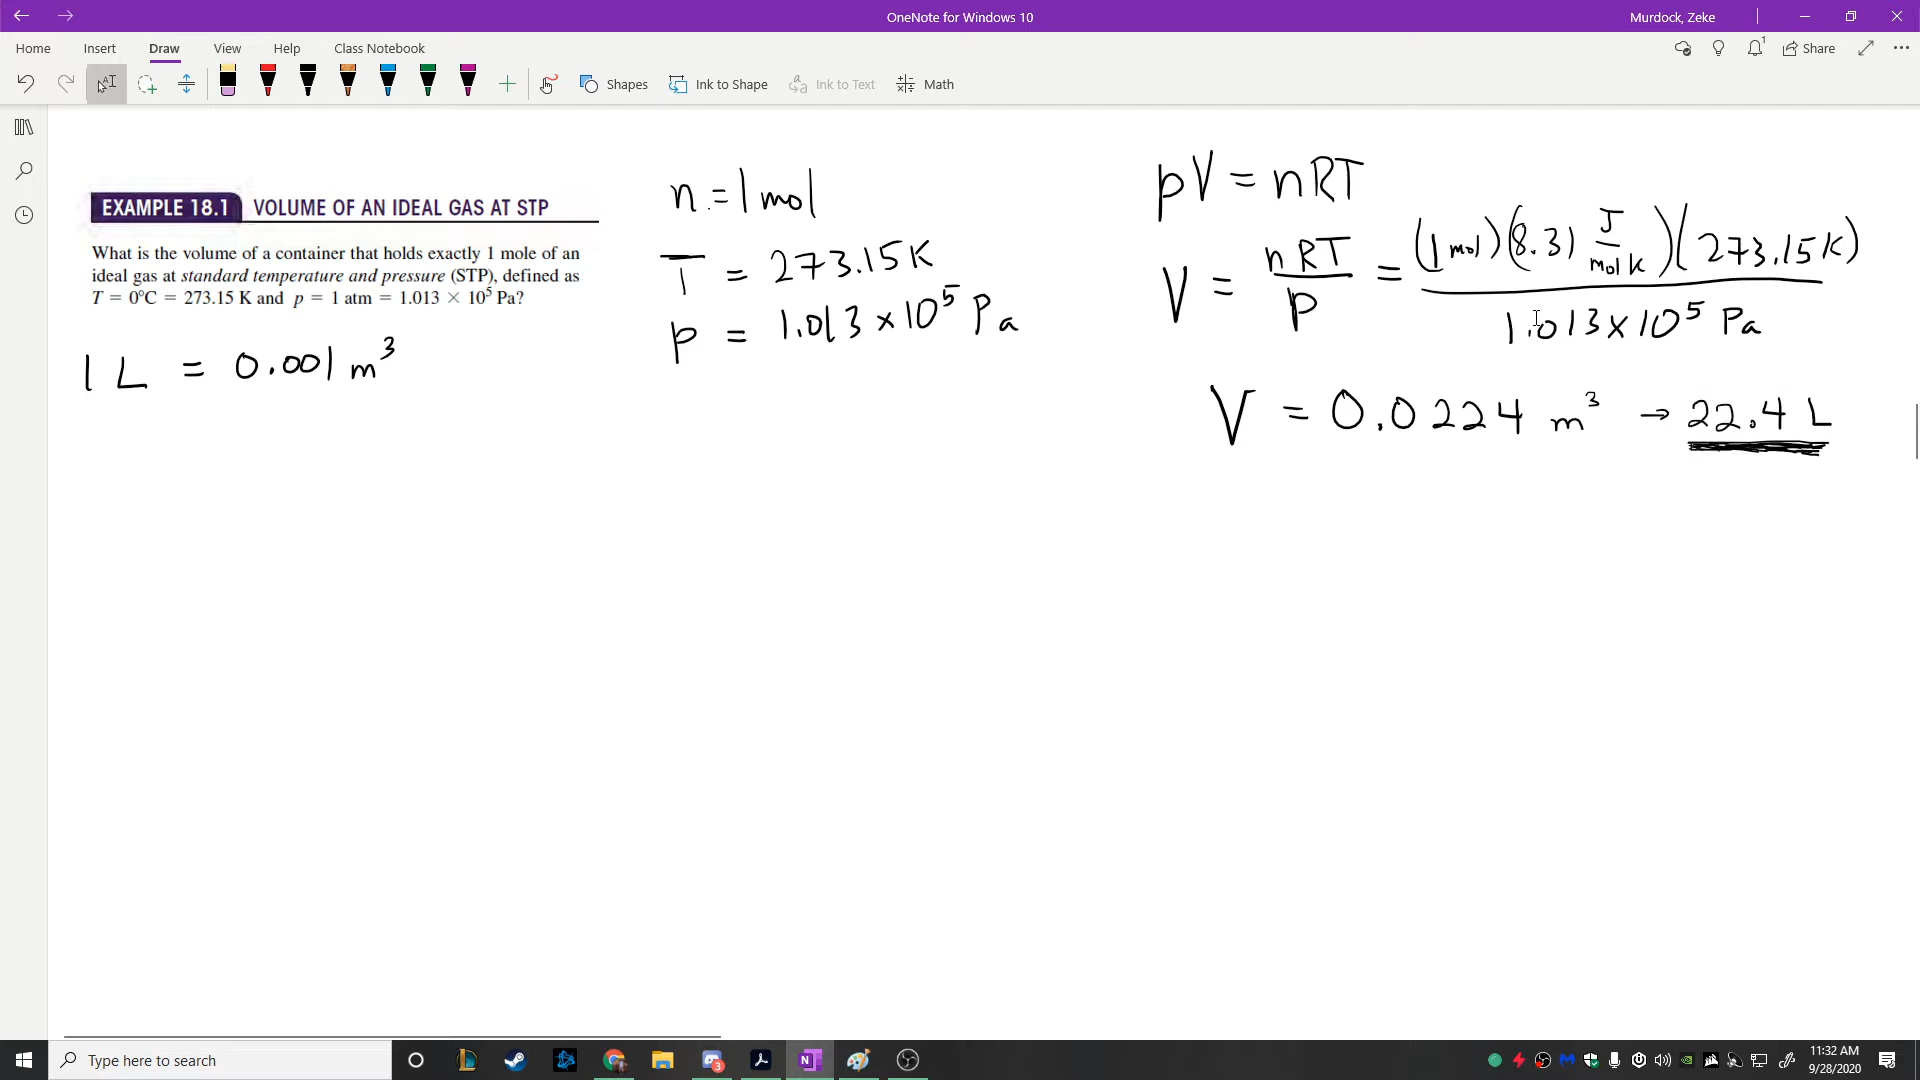 OneNote for Windows 10
Murdock, Zeke
Home Insert Draw View Help Class Notebook
Share
Shapes Ink to Shape Ink to Text Math
EXAMPLE 18.1 VOLUME OF AN IDEAL GAS AT STP
What is the volume of a container that holds exactly 1 mole of an
ideal gas at standard temperature and pressure (STP), defined as
T = 0°C = 273.15 K and p = 1 atm = 1.013 × 10⁵ Pa?
1 L = 0.001 m³
n = 1 mol
T = 273.15 K
p = 1.013 x 10⁵ Pa
pV = nRT
V = nRT/p = (1 mol)(8.31 J/mol K)(273.15 K)/1.013 x 10⁵ Pa
V = 0.0224 m³ → 22.4 L
Type here to search
11:32 AM
9/28/2020